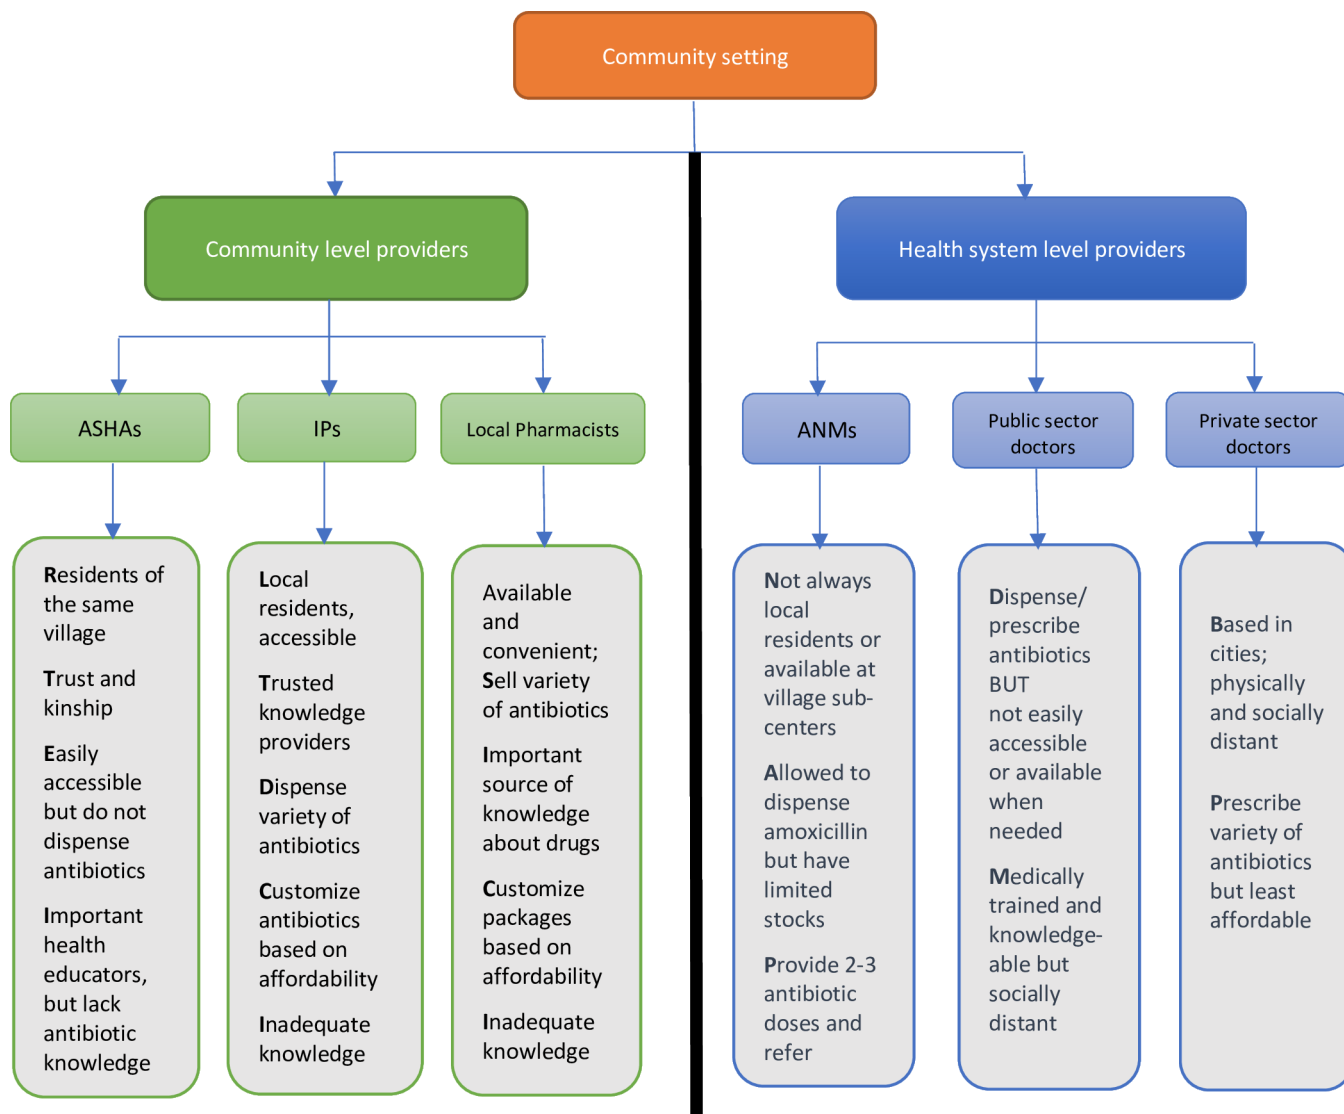 Community setting
Community level providers
Health system level providers
ASHAs
IPs
Local Pharmacists
ANMs
Public sector
doctors
Private sector
doctors
Residents of
the same
village
Trust and
kinship
Easily
accessible
but do not
dispense
antibiotics
Important
health
educators,
but lack
antibiotic
knowledge
Local
residents,
accessible
Trusted
knowledge
providers
Dispense
variety of
antibiotics
Customize
antibiotics
based on
affordability
Inadequate
knowledge
Available
and
convenient;
Sell variety
of antibiotics
Important
source of
knowledge
about drugs
Customize
packages
based on
affordability
Inadequate
knowledge
Not always
local
residents or
available at
village sub-
centers
Allowed to
dispense
amoxicillin
but have
limited
stocks
Provide 2-3
antibiotic
doses and
refer
Dispense/
prescribe
antibiotics
BUT
not easily
accessible
or available
when
needed
Medically
trained and
knowledge-
able but
socially
distant
Based in
cities;
physically
and socially
distant
Prescribe
variety of
antibiotics
but least
affordable